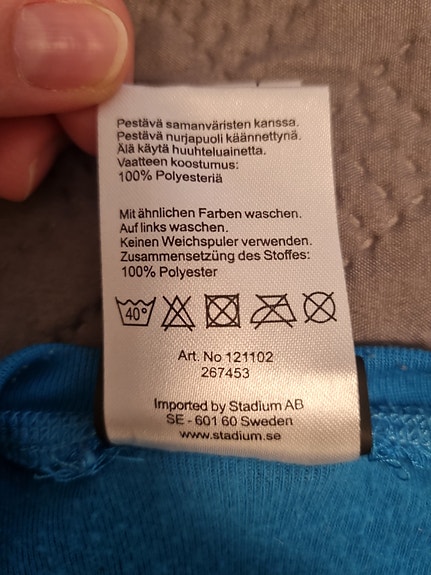 Pestävä samanväristen kanssa.
Pestävä nurjapuoli käännettynä.
Älä käytä huuhteluainetta.
Vaatteen koostumus:
100% Polyesteriä
Mit ähnlichen Farben waschen.
Auf links waschen.
Keinen Weichspuler verwenden.
Zusammensetzung des Stoffes:
100% Polyester
40°
Art. No 121102
267453
Imported by Stadium AB
SE - 601 60 Sweden
www.stadium.se